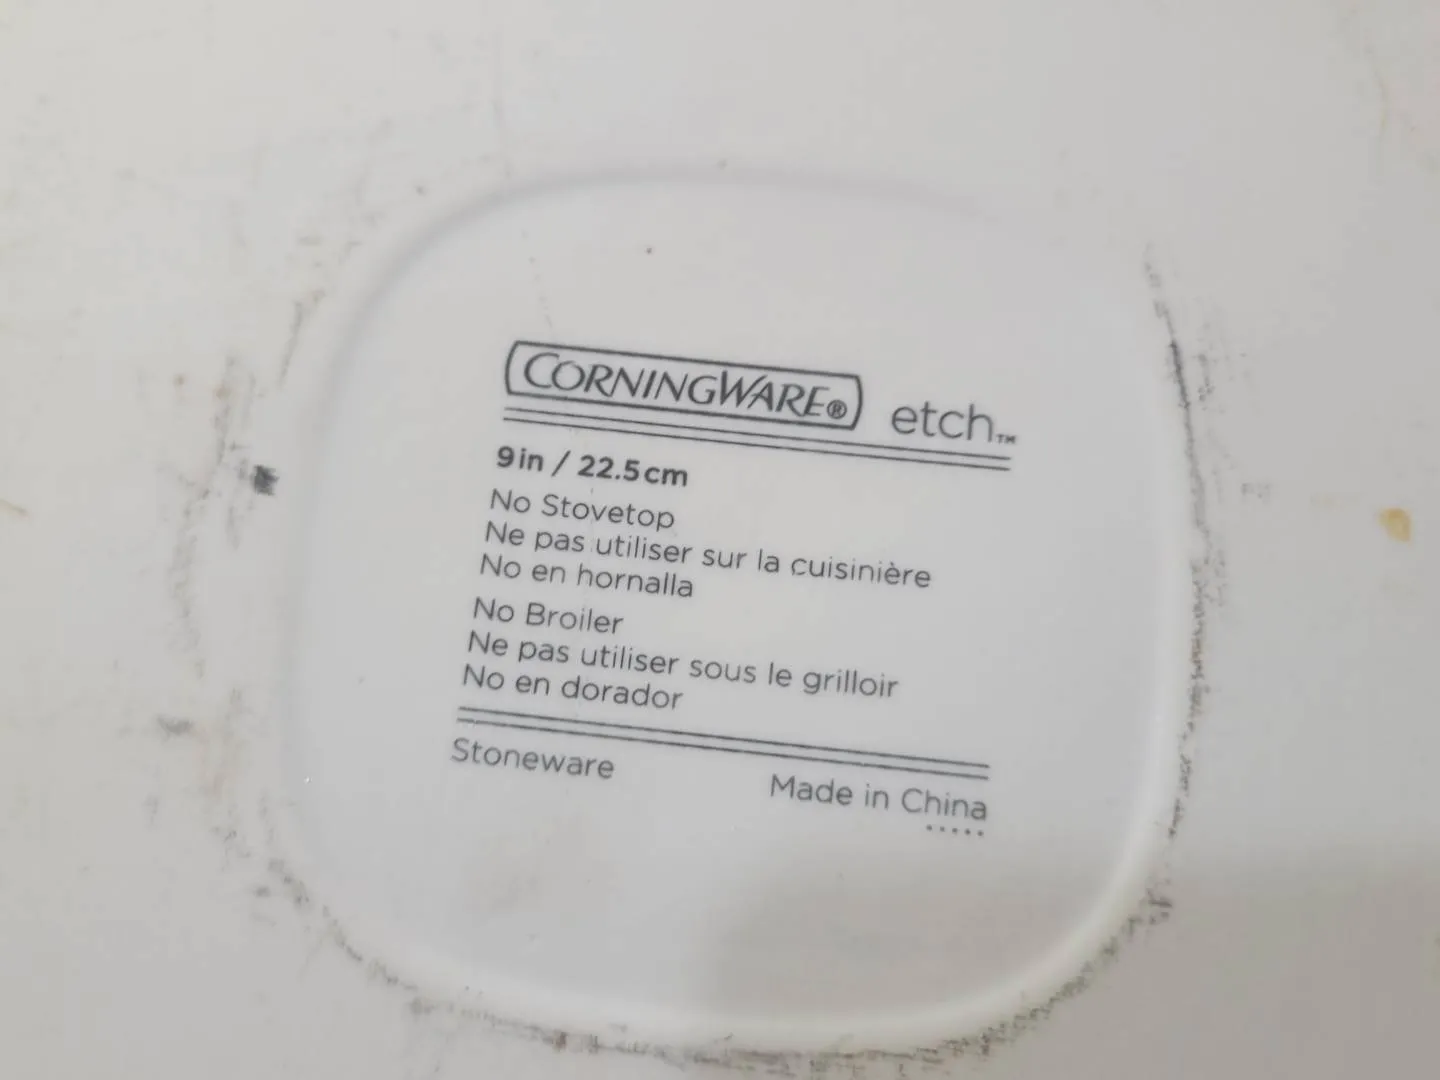 CORNINGWARE® etch™
9in / 22.5cm
No Stovetop
Ne pas utiliser sur la cuisinière
No en hornalla
No Broiler
Ne pas utiliser sous le grilloir
No en dorador
Stoneware
Made in China